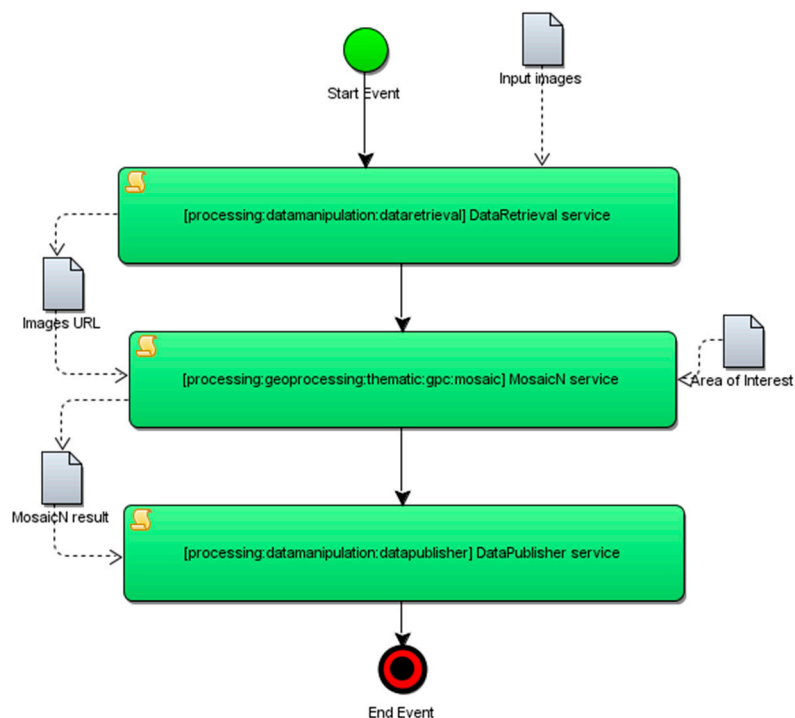 Start Event
Input images
[processing:datamanipulation:dataretrieval] DataRetrieval service
Images URL
[processing:geoprocessing:thematic:gpc:mosaic] MosaicN service
Area of Interest
MosaicN result
[processing:datamanipulation:datapublisher] DataPublisher service
End Event